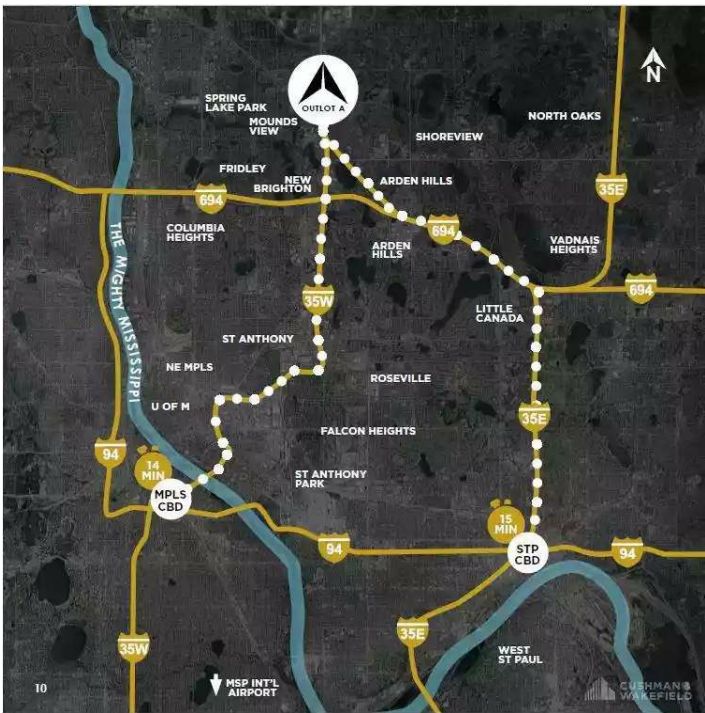 OUTLOT A
N
SPRING
LAKE PARK
MOUNDS
VIEW
NORTH OAKS
SHOREVIEW
FRIDLEY
NEW
BRIGHTON
ARDEN HILLS
35E
694
COLUMBIA
HEIGHTS
694
ARDEN
HILLS
VADNAIS
HEIGHTS
694
THE MIGHTY MISSISSIPPI
35W
LITTLE
CANADA
ST ANTHONY
NE MPLS
ROSEVILLE
U OF M
35E
FALCON HEIGHTS
94
14
MIN
MPLS
CBD
ST ANTHONY
PARK
15
MIN
STP
CBD
94
94
35E
35W
WEST
ST PAUL
10
MSP INT'L
AIRPORT
CUSHMAN &
WAKEFIELD